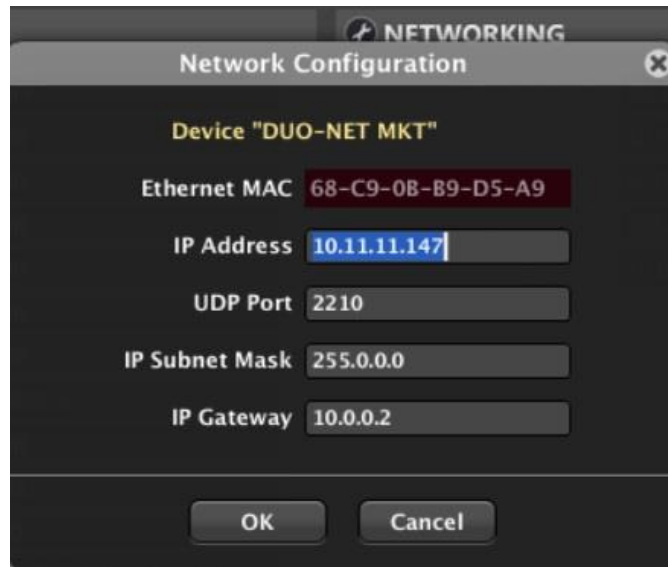 NETWORKING
Network Configuration
Device "DUO-NET MKT"
Ethernet MAC 68-C9-0B-B9-D5-A9
IP Address 10.11.11.147
UDP Port 2210
IP Subnet Mask 255.0.0.0
IP Gateway 10.0.0.2
OK Cancel